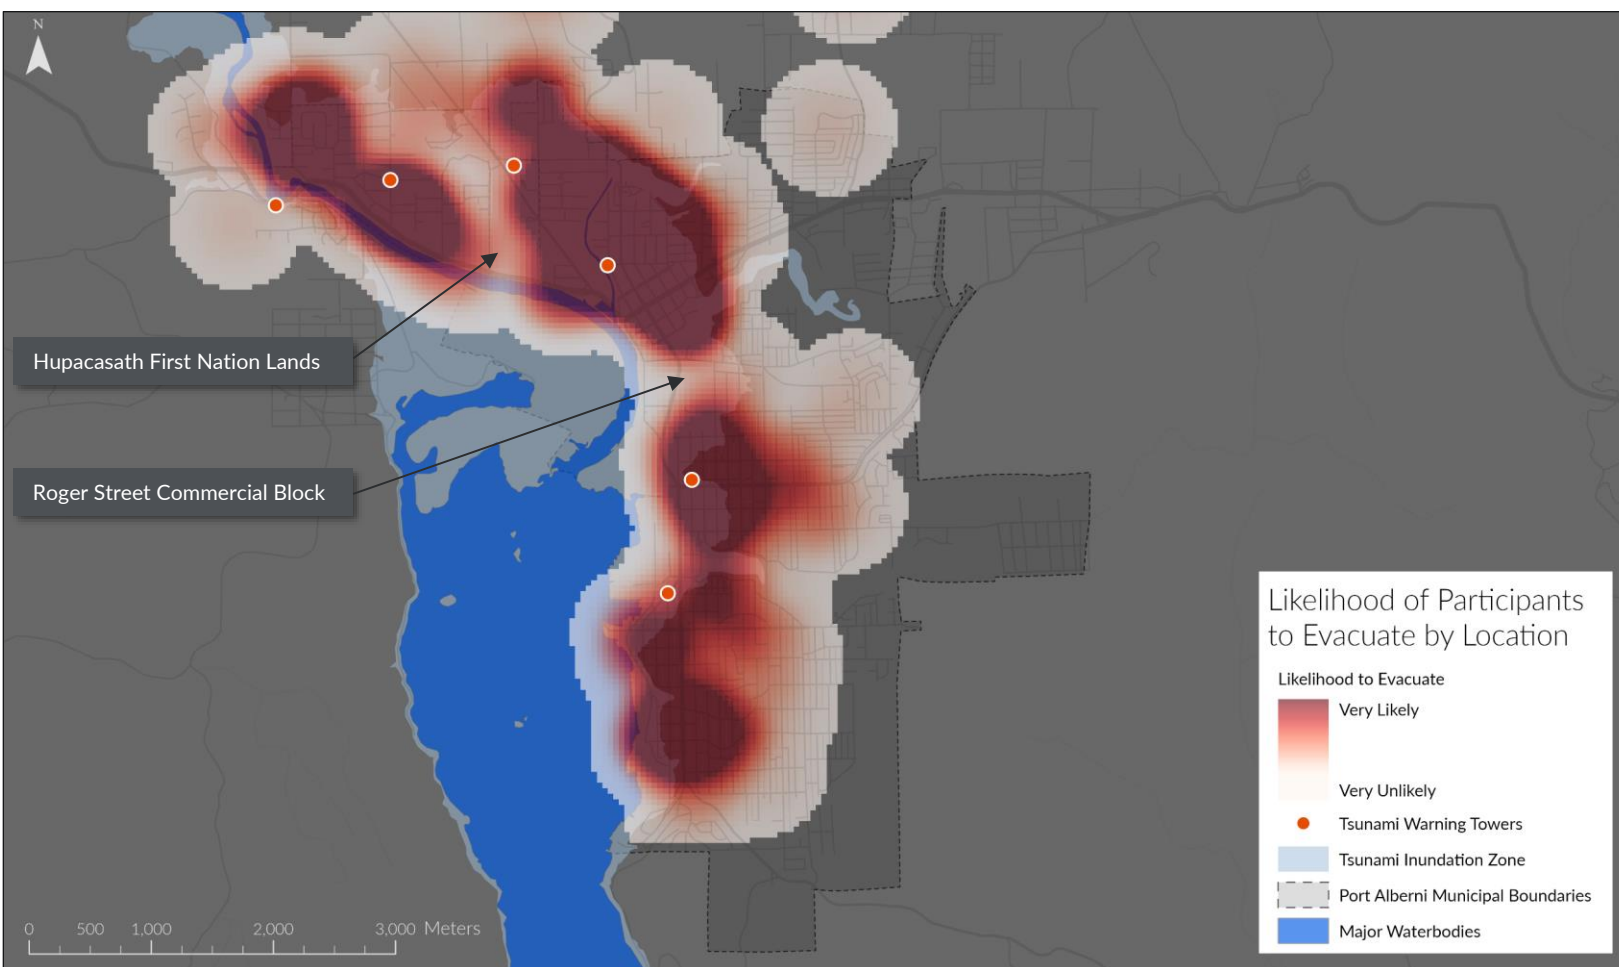 N
Hupacasath First Nation Lands
Roger Street Commercial Block
Likelihood of Participants
to Evacuate by Location
Likelihood to Evacuate
Very Likely
Very Unlikely
Tsunami Warning Towers
Tsunami Inundation Zone
Port Alberni Municipal Boundaries
Major Waterbodies
0 500 1,000 2,000 3,000 Meters